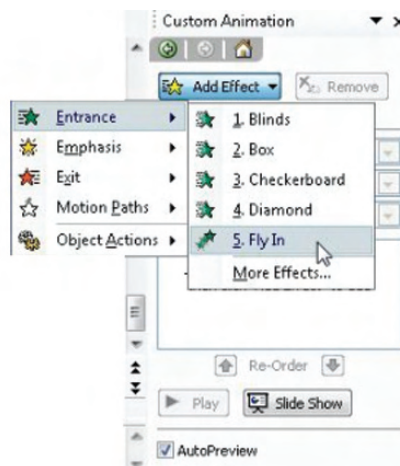 Custom Animation
Add Effect
Remove
Entrance
Emphasis
Exit
Motion Paths
Object Actions
1. Blinds
2. Box
3. Checkerboard
4. Diamond
5. Fly In
More Effects...
Re-Order
Play
Slide Show
AutoPreview